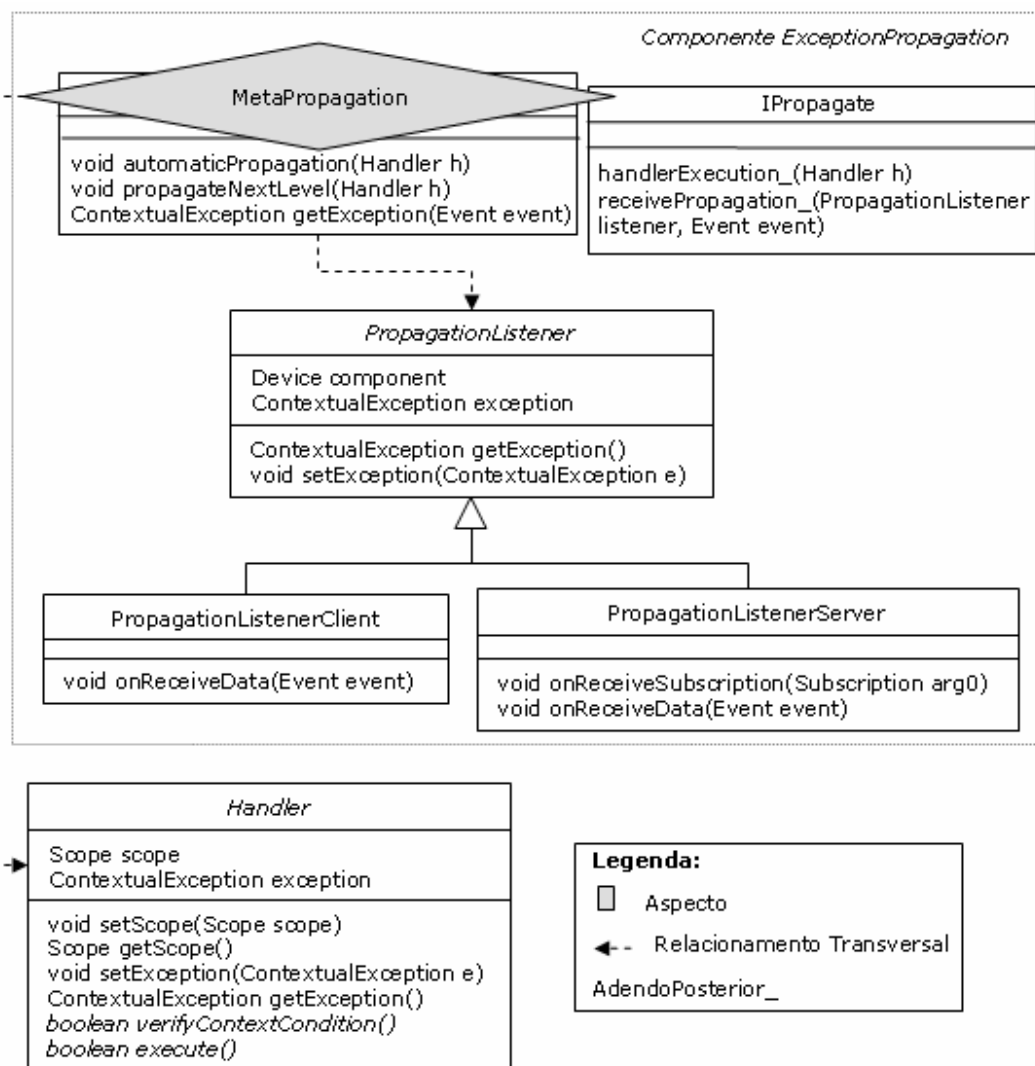 Componente ExceptionPropagation
MetaPropagation
void automaticPropagation(Handler h)
void propagateNextLevel(Handler h)
ContextualException getException(Event event)
IPropagate
handlerExecution_(Handler h)
receivePropagation_(PropagationListener
listener, Event event)
PropagationListener
Device component
ContextualException exception
ContextualException getException()
void setException(ContextualException e)
PropagationListenerClient
void onReceiveData(Event event)
PropagationListenerServer
void onReceiveSubscription(Subscription arg0)
void onReceiveData(Event event)
Handler
Scope scope
ContextualException exception
void setScope(Scope scope)
Scope getScope()
void setException(ContextualException e)
ContextualException getException()
boolean verifyContextCondition()
boolean execute()
Legenda:
Aspecto
Relacionamento Transversal
AdendoPosterior_